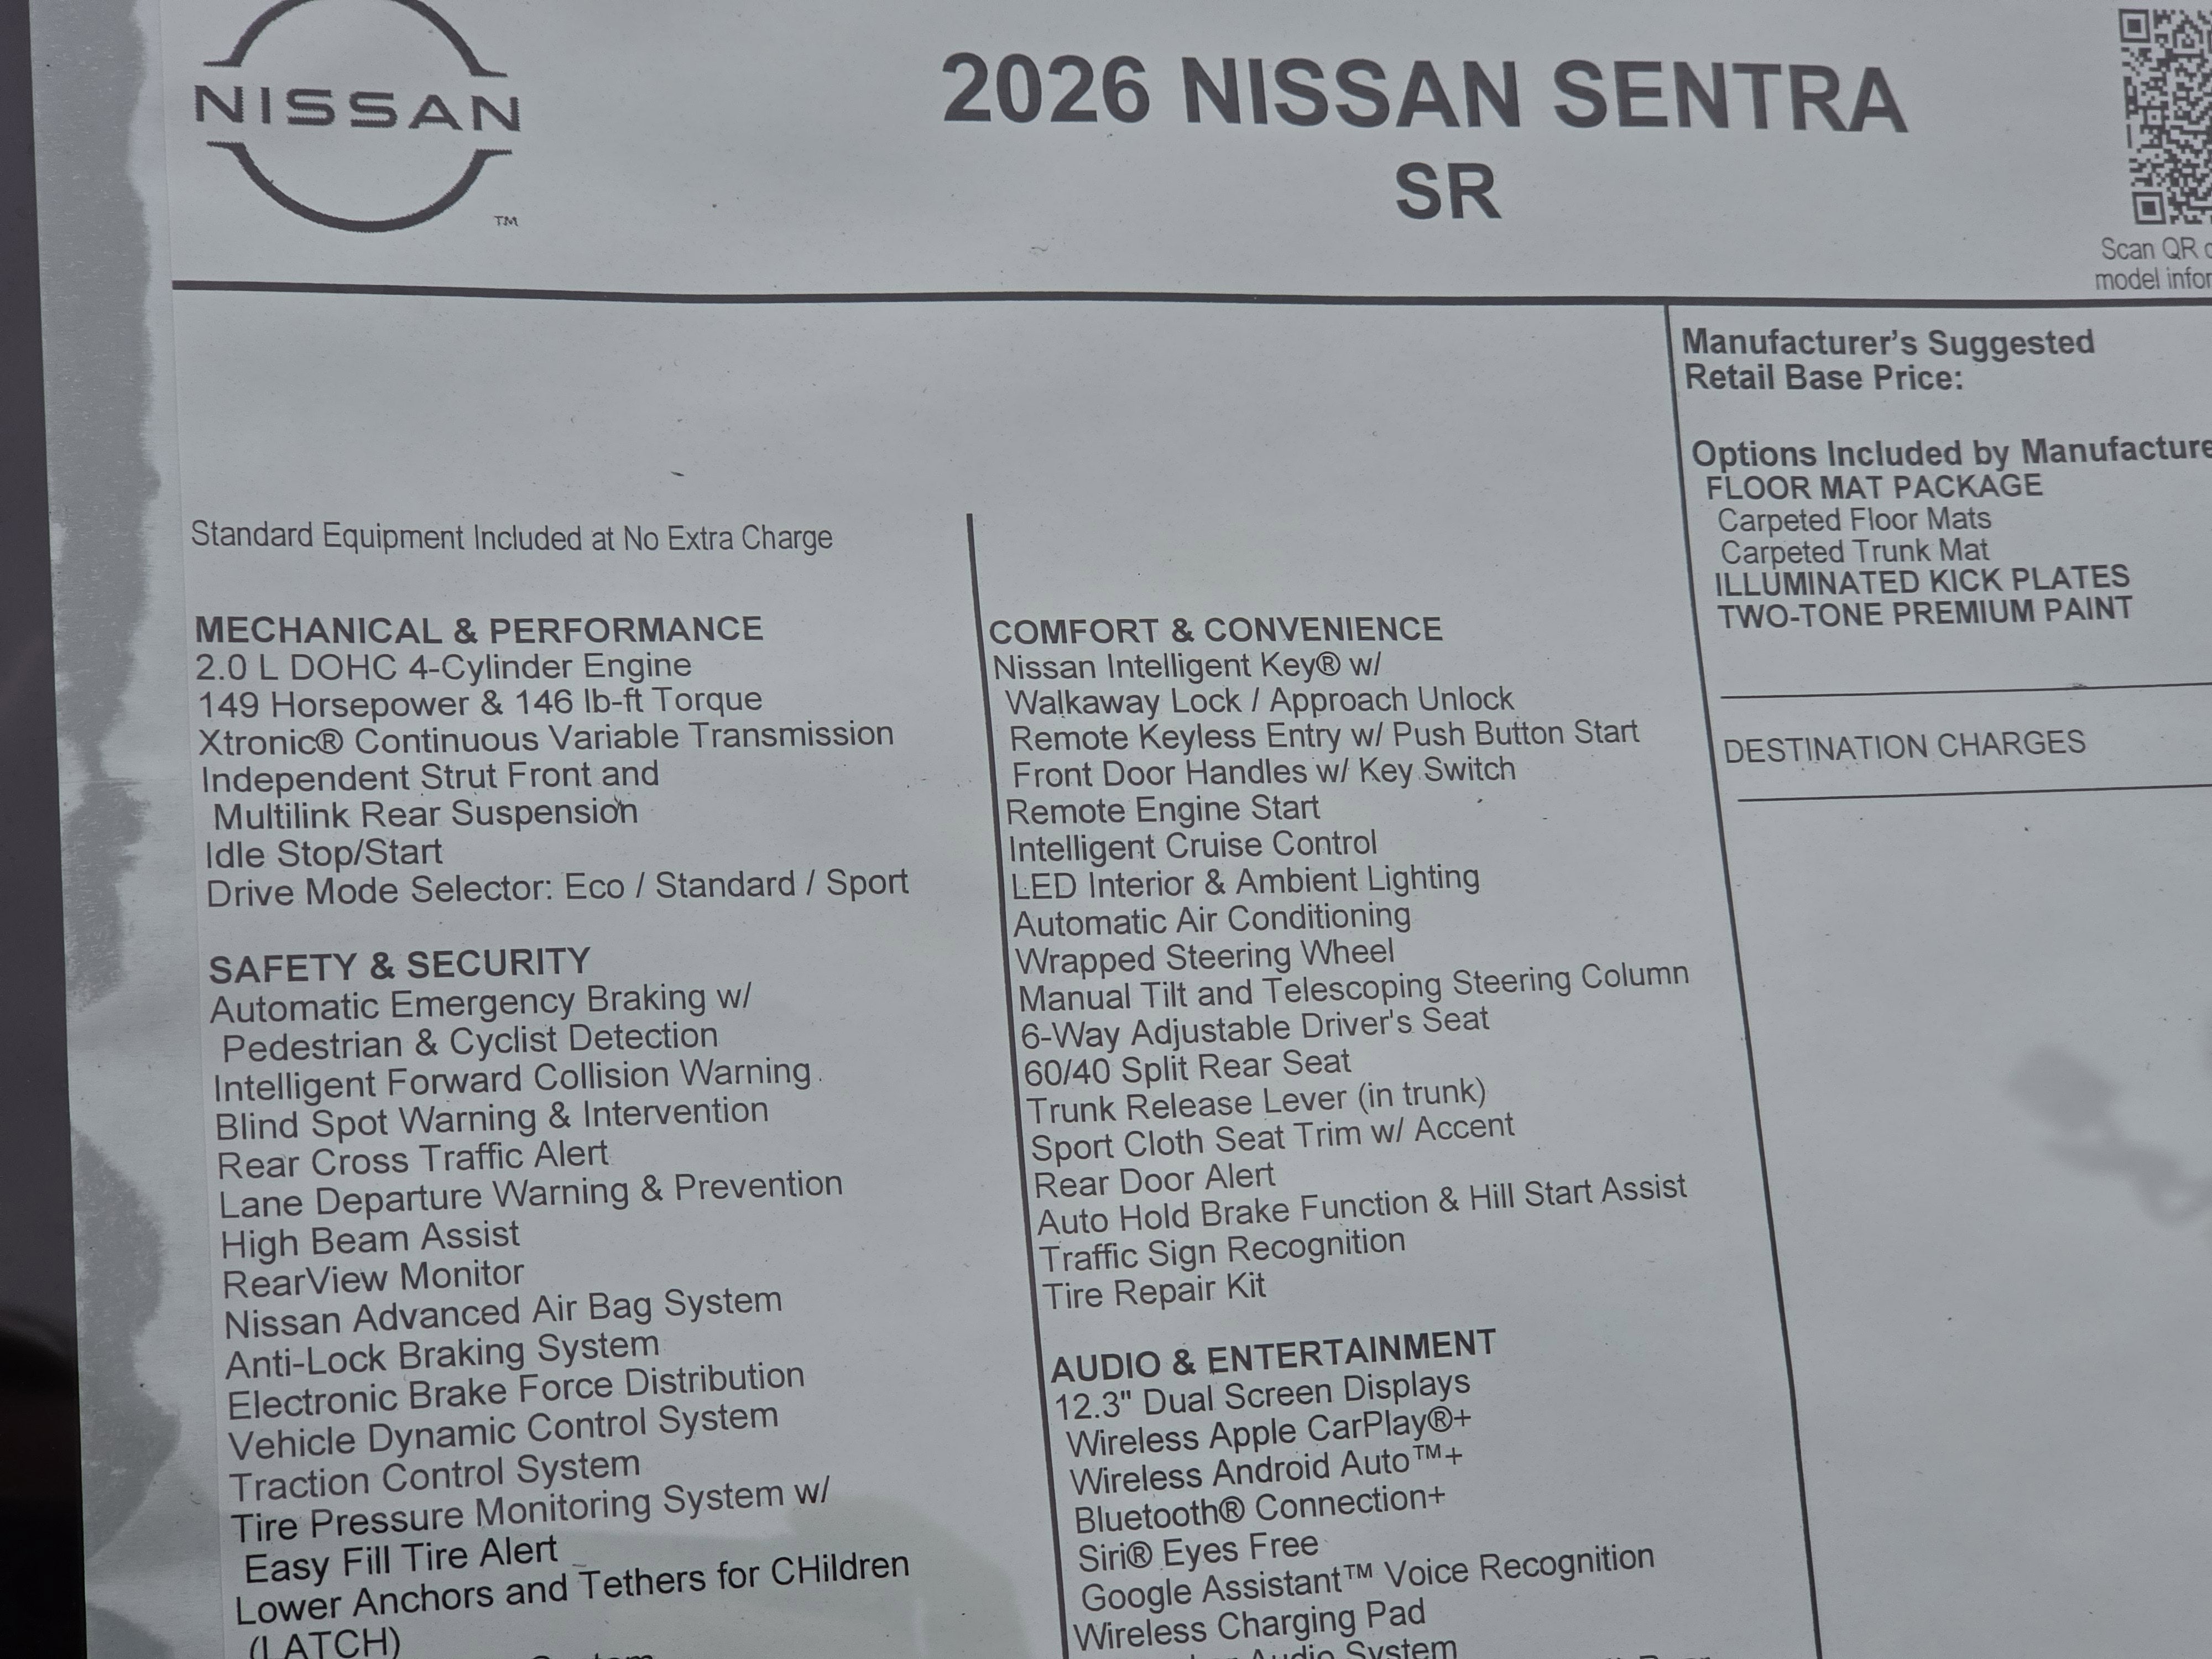 NISSAN
TM
2026 NISSAN SENTRA
SR
Scan QR
model
Standard Equipment Included at No Extra Charge
MECHANICAL & PERFORMANCE
2.0 L DOHC 4-Cylinder Engine
149 Horsepower & 146 lb-ft Torque
Xtronic® Continuous Variable Transmission
Independent Strut Front and
Multilink Rear Suspension
Idle Stop/Start
Drive Mode Selector: Eco / Standard / Sport
SAFETY & SECURITY
Automatic Emergency Braking w/
Pedestrian & Cyclist Detection
Intelligent Forward Collision Warning
Blind Spot Warning & Intervention
Rear Cross Traffic Alert
Lane Departure Warning & Prevention
High Beam Assist
RearView Monitor
Nissan Advanced Air Bag System
Anti-Lock Braking System
Electronic Brake Force Distribution
Vehicle Dynamic Control System
Traction Control System
Tire Pressure Monitoring System w/
Easy Fill Tire Alert
Lower Anchors and Tethers for CHildren
(LATCH)
COMFORT & CONVENIENCE
Nissan Intelligent Key® w/
Walkaway Lock / Approach Unlock
Remote Keyless Entry w/ Push Button Start
Front Door Handles w/ Key Switch
Remote Engine Start
Intelligent Cruise Control
LED Interior & Ambient Lighting
Automatic Air Conditioning
Wrapped Steering Wheel
Manual Tilt and Telescoping Steering Column
6-Way Adjustable Driver's Seat
60/40 Split Rear Seat
Trunk Release Lever (in trunk)
Sport Cloth Seat Trim w/ Accent
Rear Door Alert
Auto Hold Brake Function & Hill Start Assist
Traffic Sign Recognition
Tire Repair Kit
AUDIO & ENTERTAINMENT
12.3" Dual Screen Displays
Wireless Apple CarPlay®+
Wireless Android Auto™+
Bluetooth® Connection+
Siri® Eyes Free
Google Assistant™ Voice Recognition
Wireless Charging Pad
Audio System
Manufacturer's Suggested
Retail Base Price:
Options Included by Manufacture
FLOOR MAT PACKAGE
Carpeted Floor Mats
Carpeted Trunk Mat
ILLUMINATED KICK PLATES
TWO-TONE PREMIUM PAINT
DESTINATION CHARGES